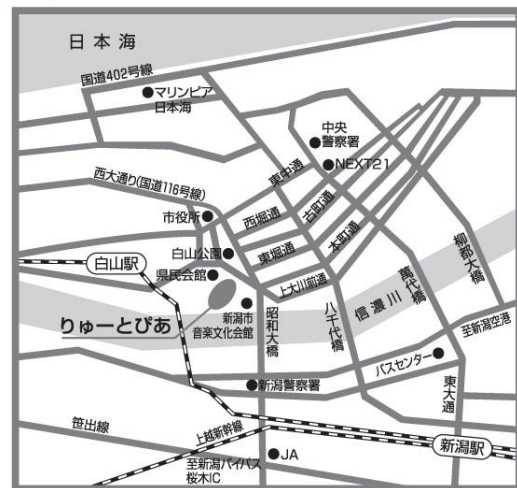 日本海
国道402号線
マリンピア
日本海
中央
警察署
NEXT21
東中通
西大通り(国道116号線)
市役所
西堀通
古町通
白山公園
東堀通
本町通
白山駅
県民会館
上大川前通
りゅーとぴあ
新潟市
音楽文化会館
昭和大橋
八千代橋
信濃川
萬代橋
柳都大橋
至新潟空港
バスセンター
新潟警察署
東大通
笹出線
上越新幹線
新潟駅
至新潟バイパス
桜木IC
JA